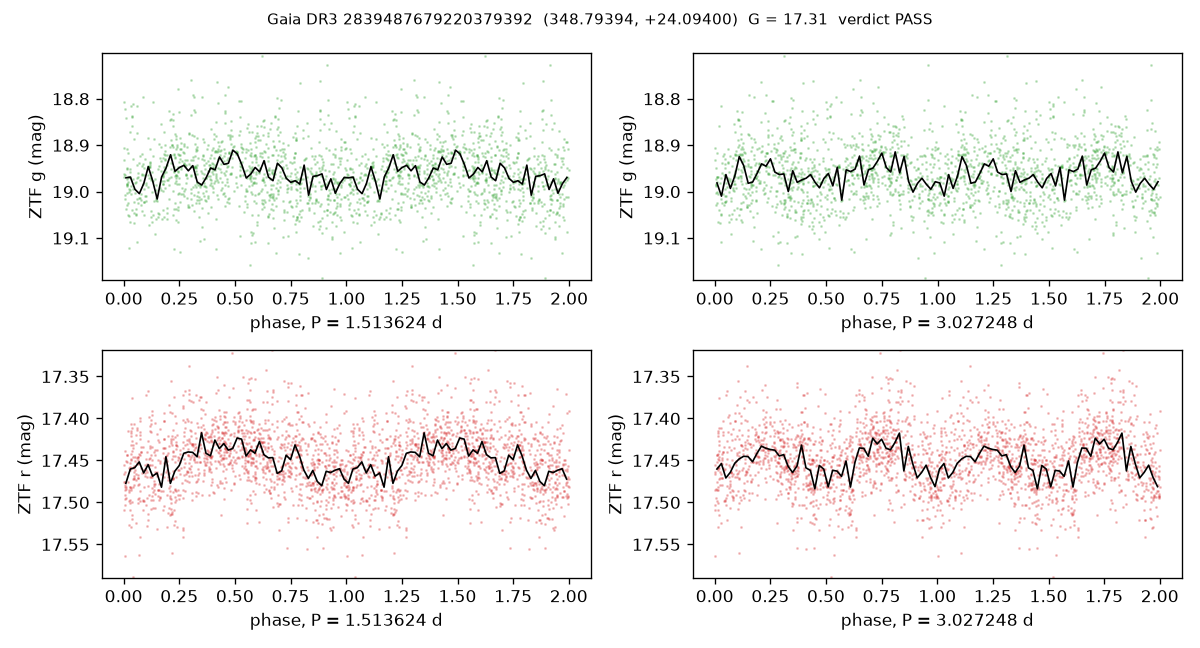 Gaia DR3 2839487679220379392 (348.79394, +24.09400) G = 17.31 verdict PASS
ZTF g (mag)
18.8
18.9
19.0
19.1
0.00 0.25 0.50 0.75 1.00 1.25 1.50 1.75 2.00
phase, P = 1.513624 d
ZTF g (mag)
18.8
18.9
19.0
19.1
0.00 0.25 0.50 0.75 1.00 1.25 1.50 1.75 2.00
phase, P = 3.027248 d
ZTF r (mag)
17.35
17.40
17.45
17.50
17.55
0.00 0.25 0.50 0.75 1.00 1.25 1.50 1.75 2.00
phase, P = 1.513624 d
ZTF r (mag)
17.35
17.40
17.45
17.50
17.55
0.00 0.25 0.50 0.75 1.00 1.25 1.50 1.75 2.00
phase, P = 3.027248 d